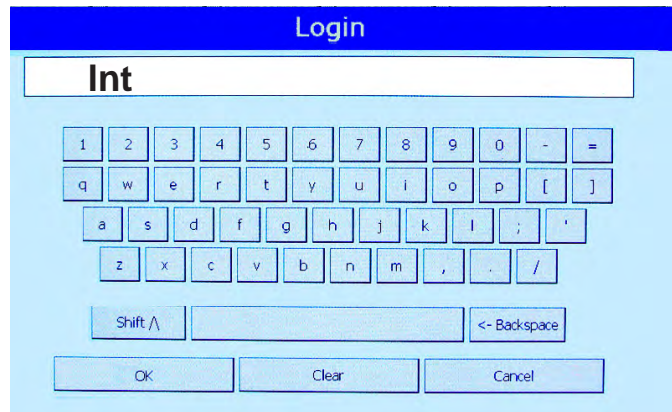 Login
Int
1 2 3 4 5 6 7 8 9 0 - =
q w e r t y u i o p [ ]
a s d f g h j k l ; '
z x c v b n m , . /
Shift /\ <- Backspace
OK Clear Cancel